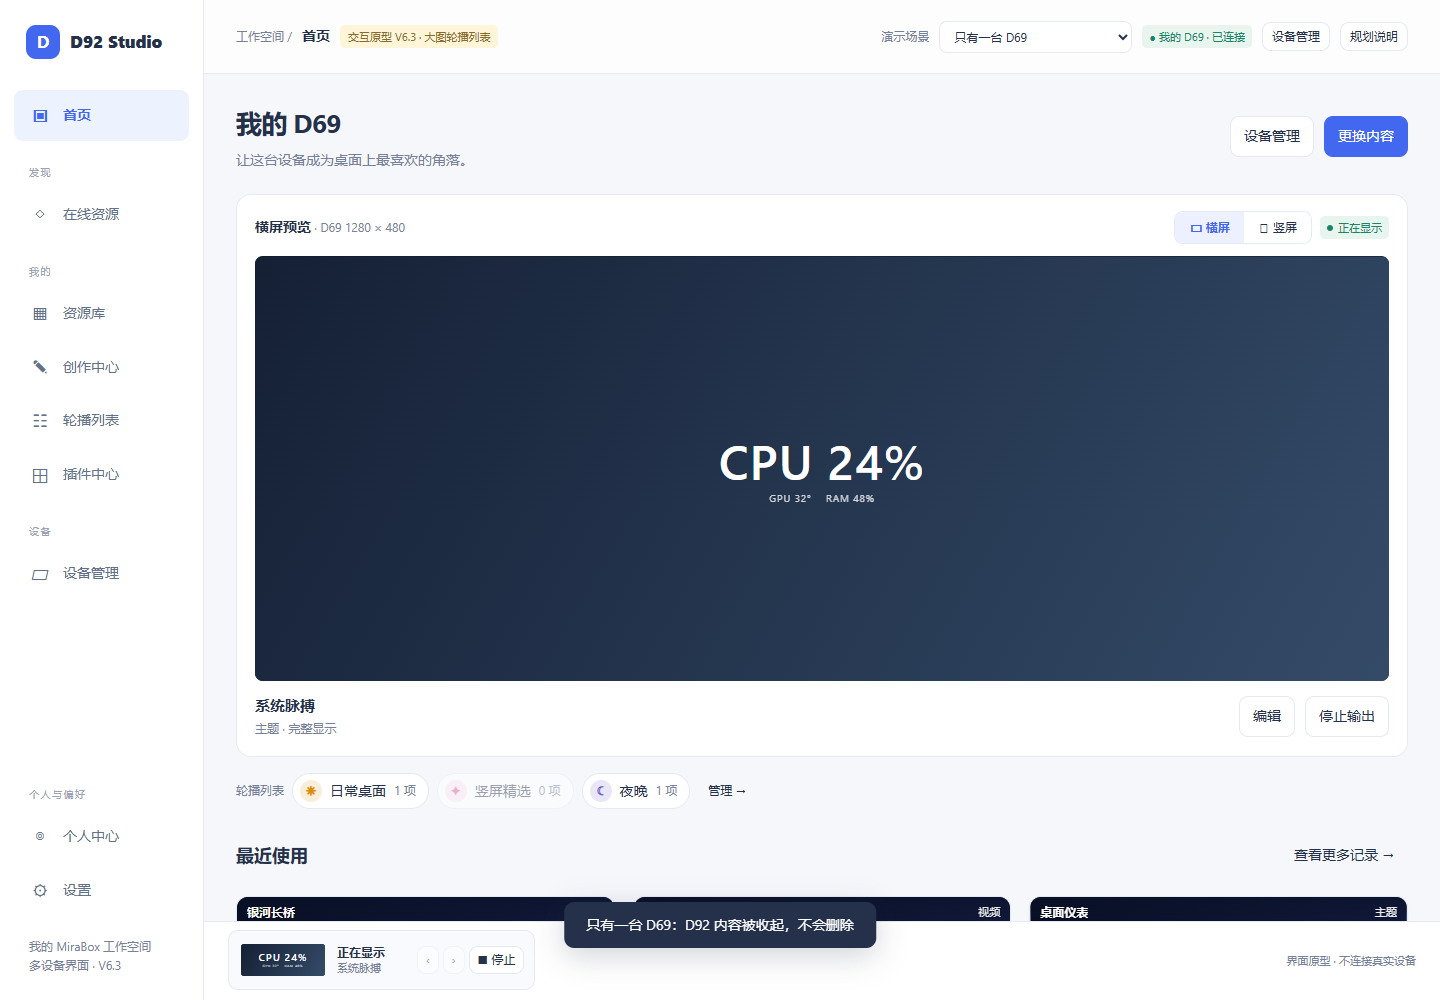 D D92 Studio
首页
发现
在线资源
我的
资源库
创作中心
轮播列表
插件中心
设备
设备管理
个人与偏好
个人中心
设置
我的 MiraBox 工作空间
多设备界面 · V6.3
工作空间 / 首页 交互原型 V6.3 · 大图轮播列表
演示场景 只有一台 D69 ● 我的 D69 · 已连接 设备管理 规划说明
我的 D69
让这台设备成为桌面上最喜欢的角落。
设备管理 更换内容
横屏预览 · D69 1280 × 480
横屏 竖屏 ● 正在显示
CPU 24%
GPU 32° RAM 48%
系统脉搏
主题 · 完整显示
编辑 停止输出
轮播列表 日常桌面 1 项 竖屏精选 0 项 夜晚 1 项 管理 →
最近使用 查看更多记录 →
银河长桥 视频 桌面仪表 主题
只有一台 D69：D92 内容被收起，不会删除
CPU 24%
正在显示
系统脉搏
‹ › ■ 停止
界面原型 · 不连接真实设备